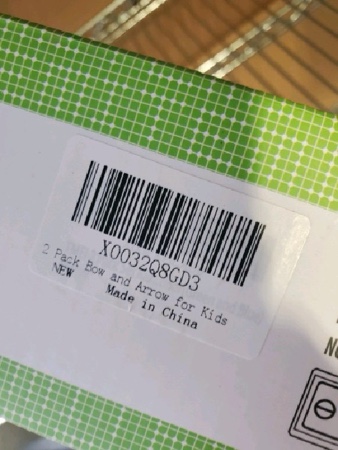 X0032Q8GD3
2 Pack Bow and Arrow for Kids
NEW
Made in China